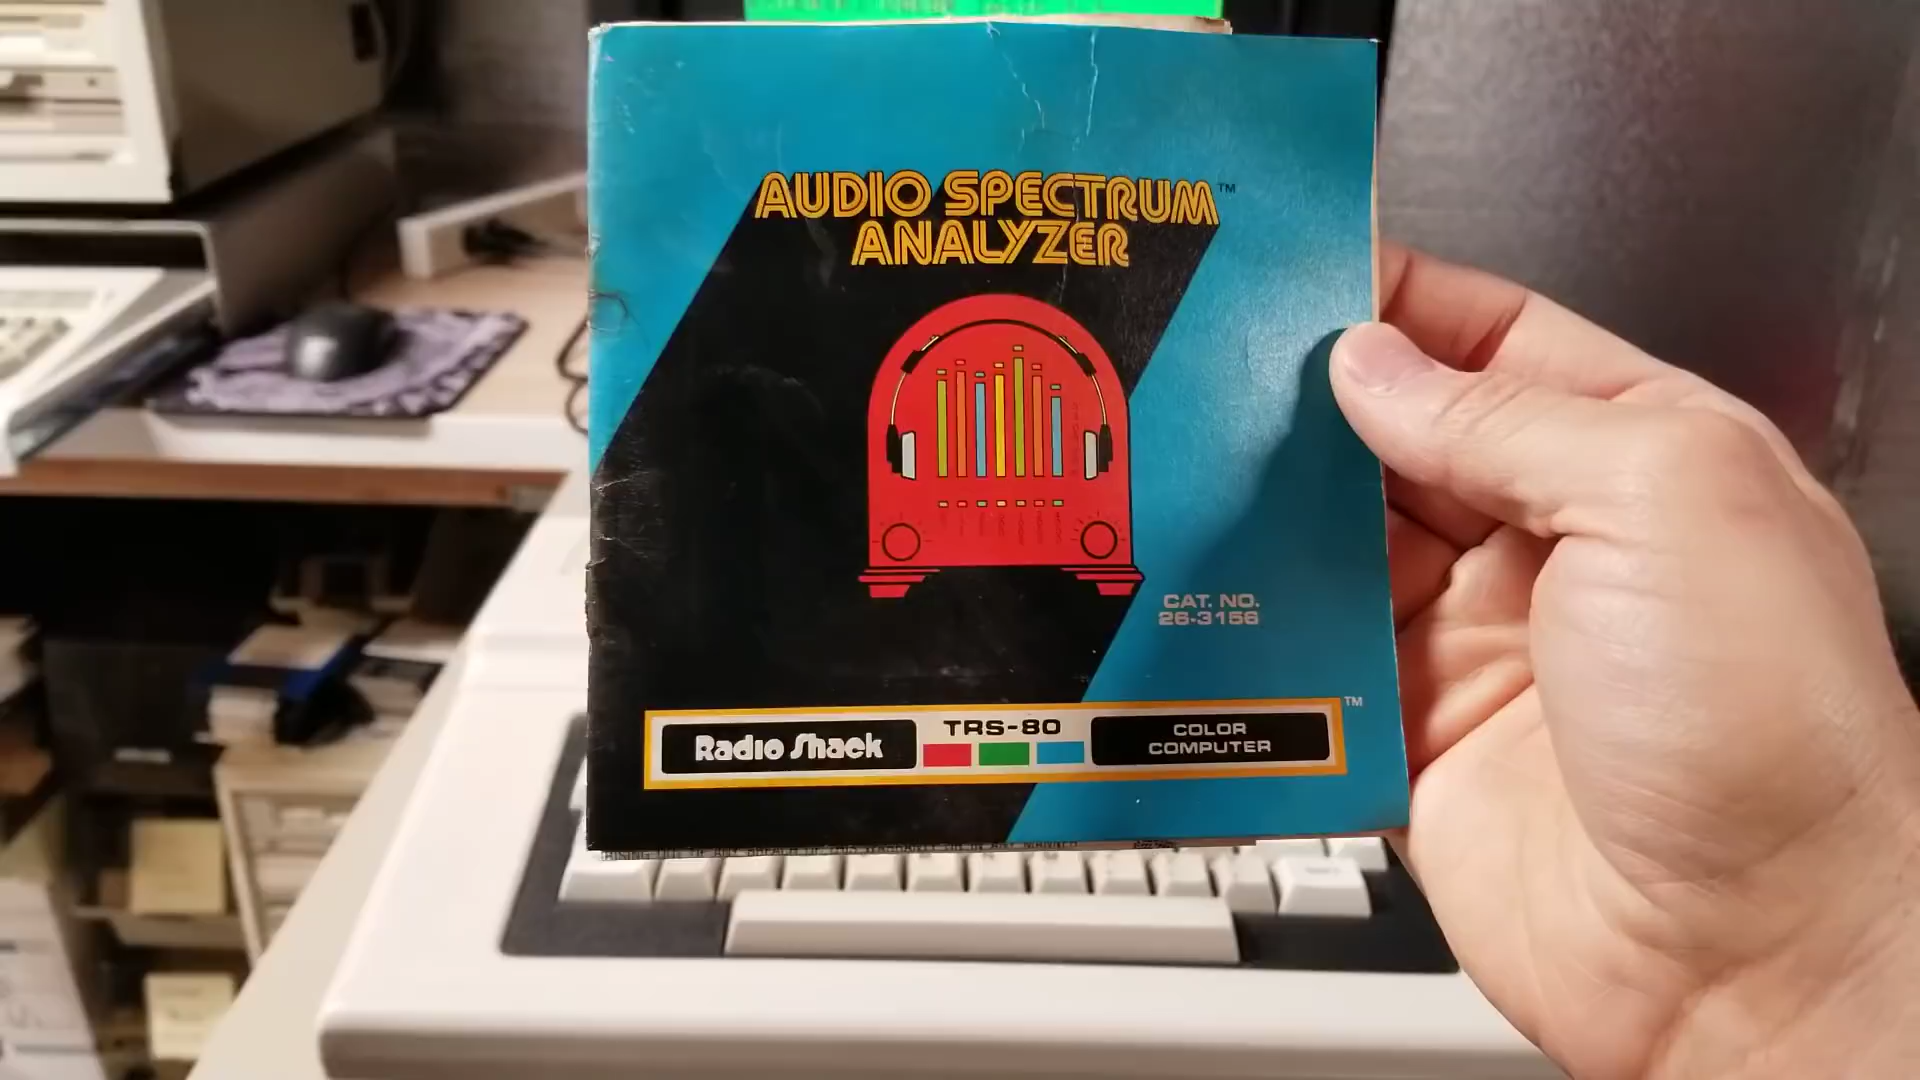 AUDIO SPECTRUM™
ANALYZER
CAT. NO.
26-3156
Radio Shack
TRS-80
COLOR
COMPUTER
™